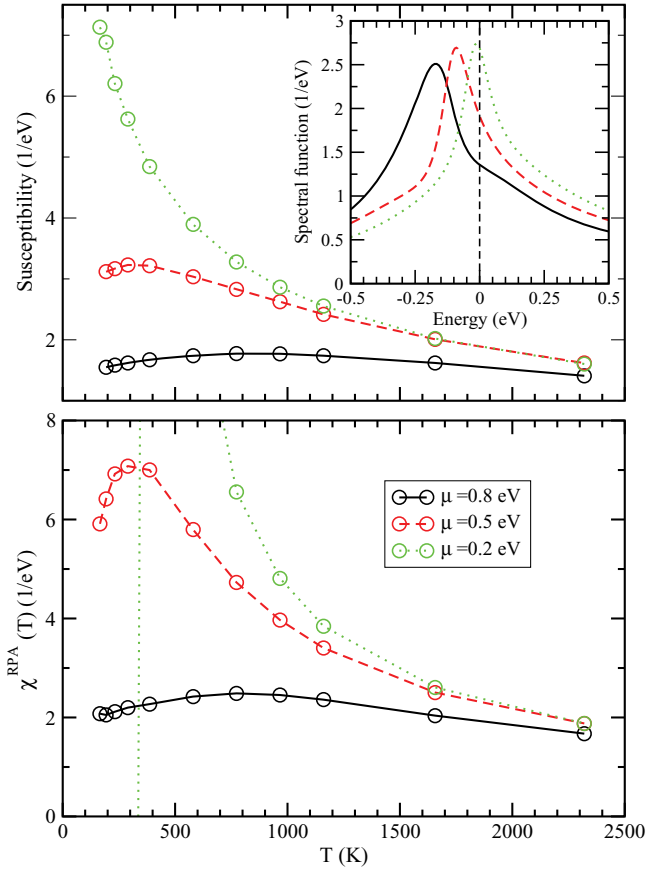 Susceptibility (1/eV)
6
4
2
Spectral function (1/eV)
3
2.5
2
1.5
1
0.5
0
-0.5 -0.25 0 0.25 0.5
Energy (eV)
χ^RPA (T) (1/eV)
8
6
4
2
0
μ =0.8 eV
μ =0.5 eV
μ =0.2 eV
0 500 1000 1500 2000 2500
T (K)